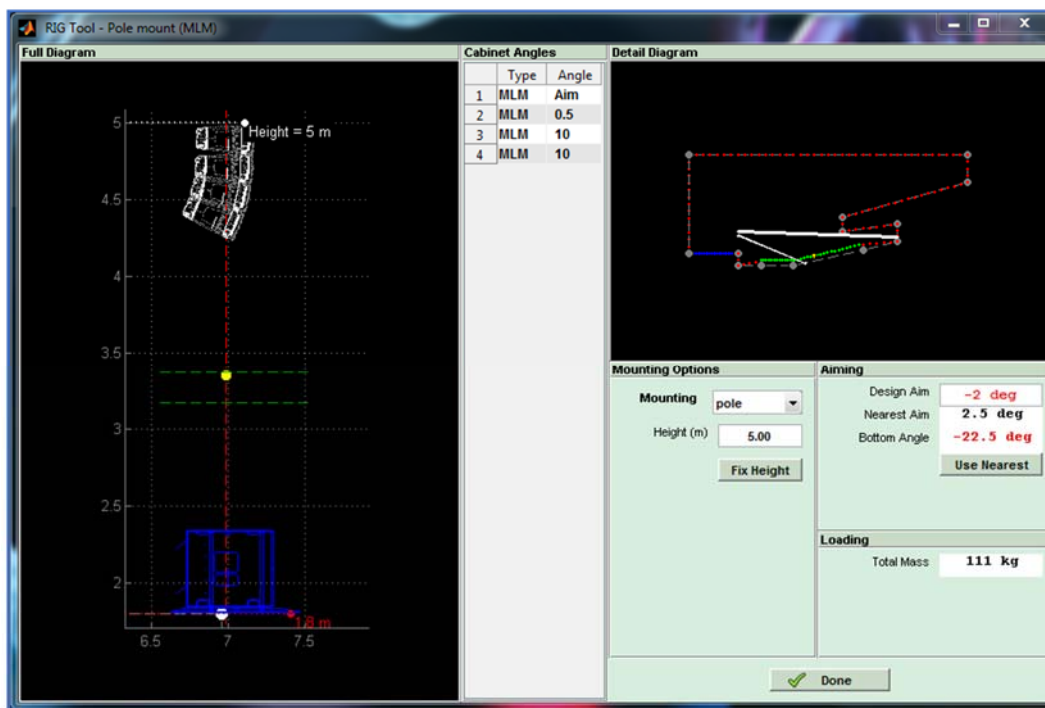 RIG Tool - Pole mount (MLM)
Full Diagram
5
Height = 5 m
4.5
4
3.5
3
2.5
2
1.8 m
6.5 7 7.5
Cabinet Angles
Type Angle
1 MLM Aim
2 MLM 0.5
3 MLM 10
4 MLM 10
Detail Diagram
Mounting Options
Mounting pole
Height (m) 5.00
Fix Height
Aiming
Design Aim -2 deg
Nearest Aim 2.5 deg
Bottom Angle -22.5 deg
Use Nearest
Loading
Total Mass 111 kg
Done